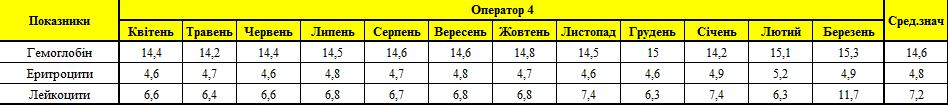 Показники Оператор 4 Сред.знач
Квітень Травень Червень Липень Серпень Вересень Жовтень Листопад Грудень Січень Лютий Березень
Гемоглобін 14,4 14,2 14,4 14,5 14,6 14,6 14,8 14,5 15 14,2 15,1 15,3 14,6
Еритроцити 4,6 4,7 4,6 4,8 4,7 4,8 4,7 4,6 4,6 4,9 5,2 4,9 4,8
Лейкоцити 6,6 6,4 6,6 6,8 6,7 6,8 6,8 7,4 6,3 7,4 6,3 11,7 7,2